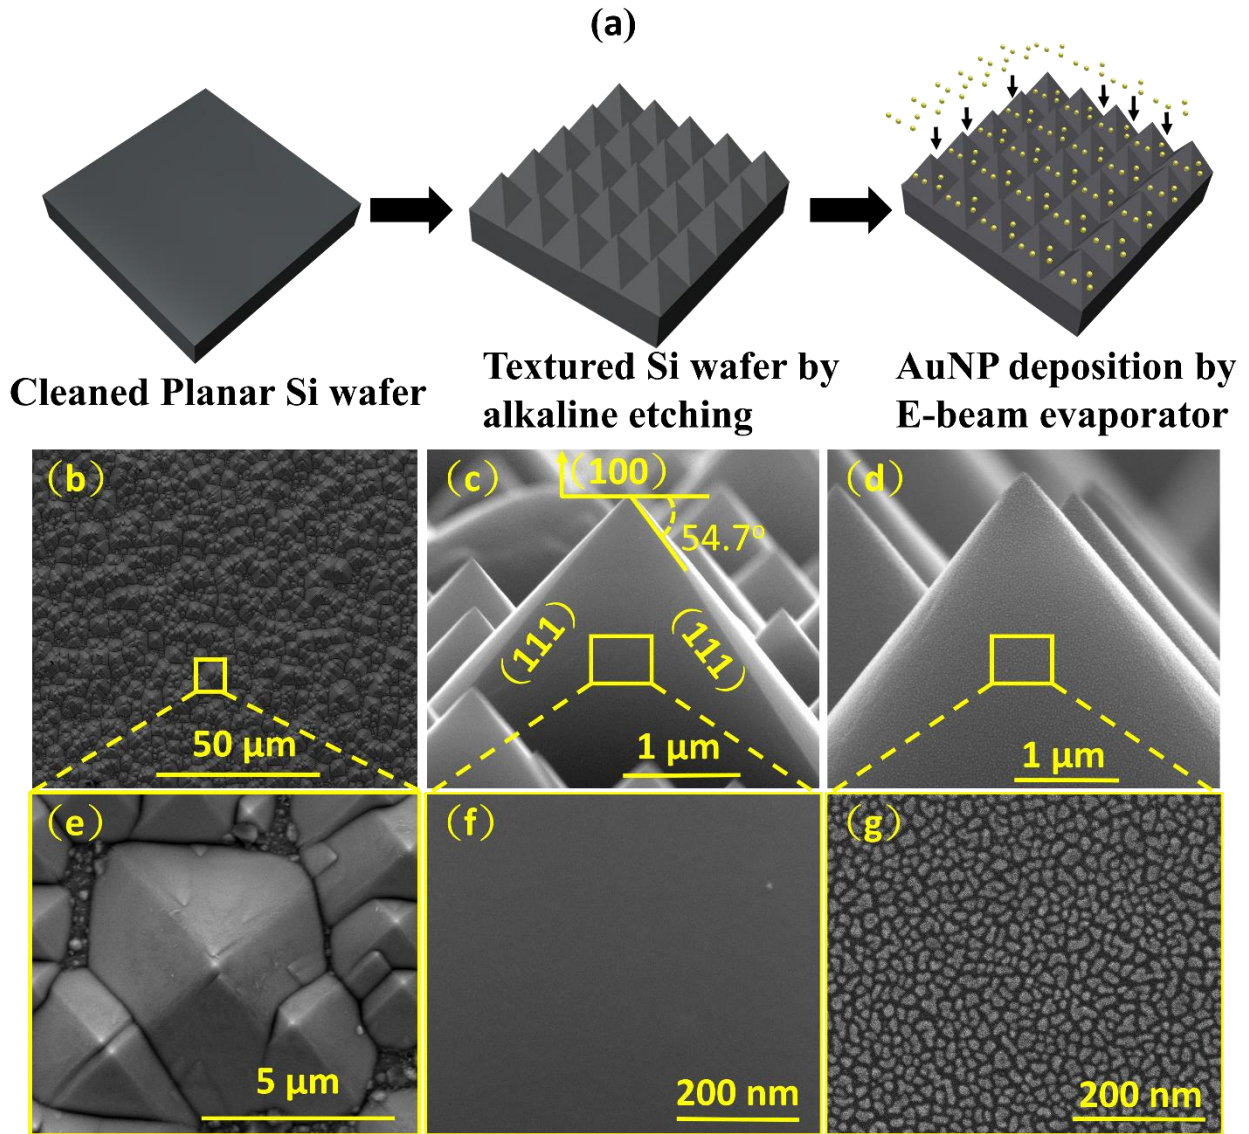 (a)
Cleaned Planar Si wafer
Textured Si wafer by
alkaline etching
AuNP deposition by
E-beam evaporator
(b)
50 μm
(c)
(100)
54.7°
(111)
(111)
1 μm
(d)
1 μm
(e)
5 μm
(f)
200 nm
(g)
200 nm